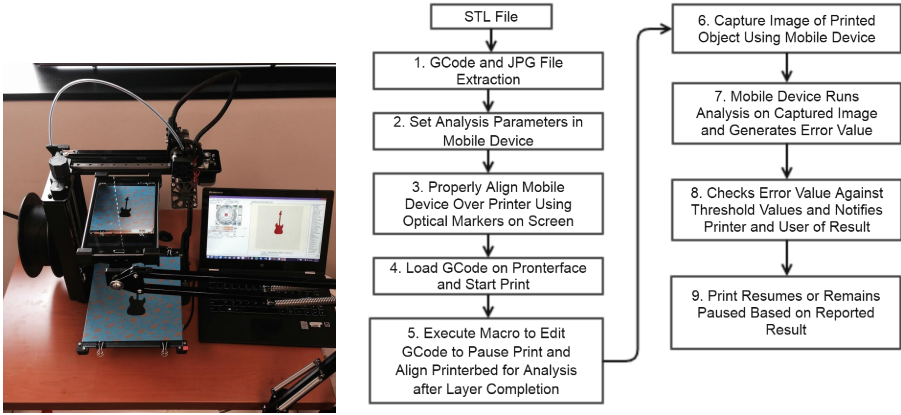 STL File
1. GCode and JPG File
Extraction
2. Set Analysis Parameters in
Mobile Device
3. Properly Align Mobile
Device Over Printer Using
Optical Markers on Screen
4. Load GCode on Pronterface
and Start Print
5. Execute Macro to Edit
GCode to Pause Print and
Align Printerbed for Analysis
after Layer Completion
6. Capture Image of Printed
Object Using Mobile Device
7. Mobile Device Runs
Analysis on Captured Image
and Generates Error Value
8. Checks Error Value Against
Threshold Values and Notifies
Printer and User of Result
9. Print Resumes or Remains
Paused Based on Reported
Result